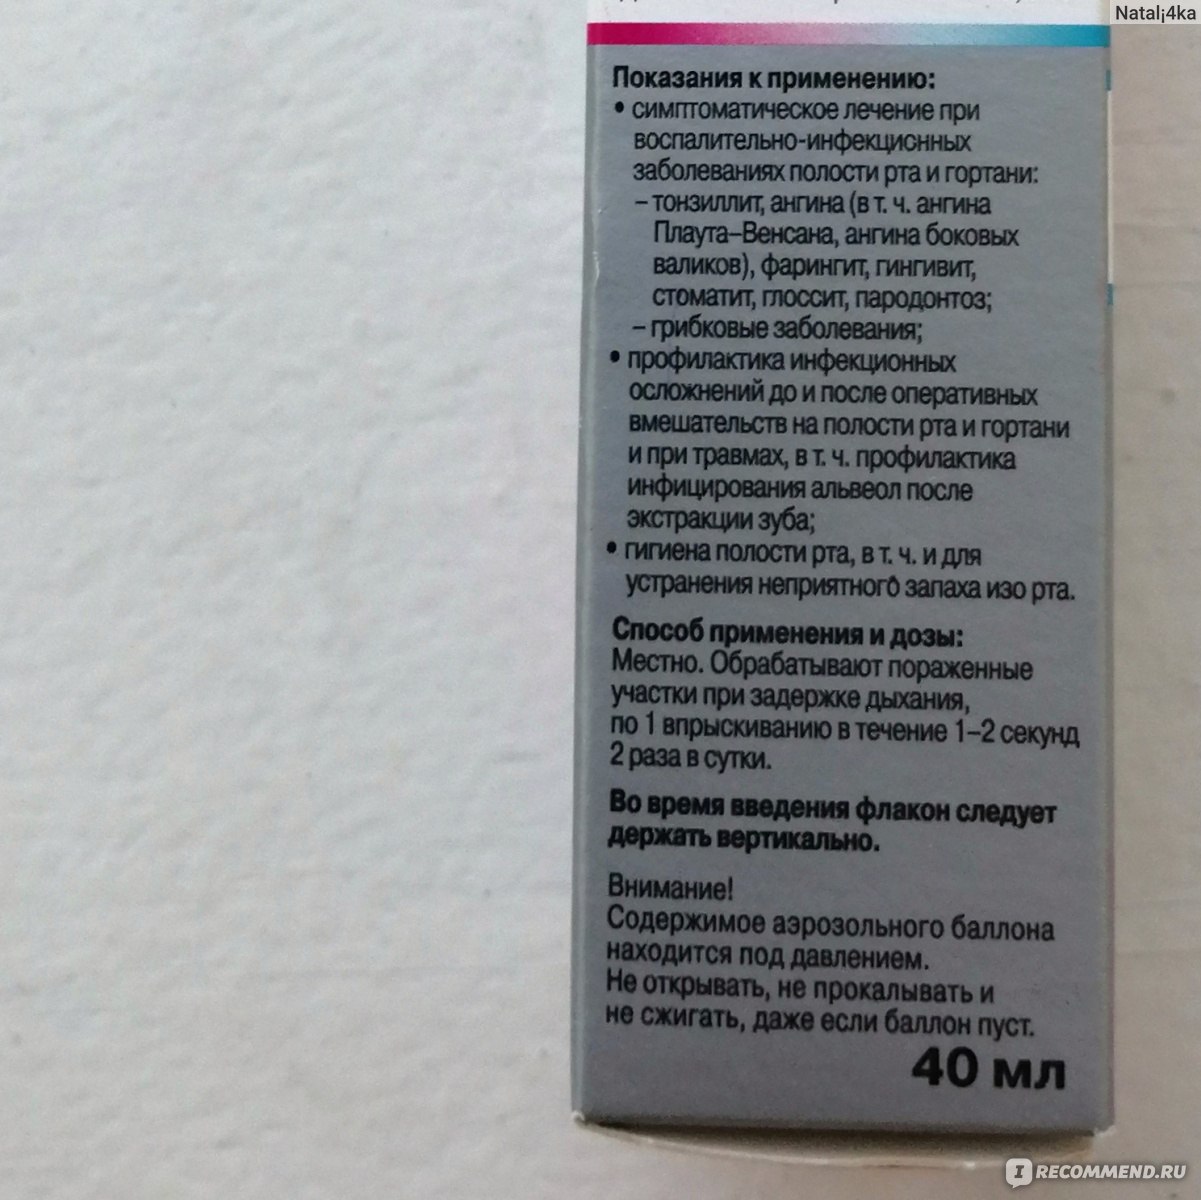 Natalj4ka
Показания к применению:
• симптоматическое лечение при
воспалительно-инфекционных
заболеваниях полости рта и гортани:
– тонзиллит, ангина (в т. ч. ангина
Плаута–Венсана, ангина боковых
валиков), фарингит, гингивит,
стоматит, глоссит, пародонтоз;
– грибковые заболевания;
• профилактика инфекционных
осложнений до и после оперативных
вмешательств на полости рта и гортани
и при травмах, в т. ч. профилактика
инфицирования альвеол после
экстракции зуба;
• гигиена полости рта, в т. ч. и для
устранения неприятного запаха изо рта.
Способ применения и дозы:
Местно. Обрабатывают пораженные
участки при задержке дыхания,
по 1 впрыскиванию в течение 1–2 секунд
2 раза в сутки.
Во время введения флакон следует
держать вертикально.
Внимание!
Содержимое аэрозольного баллона
находится под давлением.
Не открывать, не прокалывать и
не сжигать, даже если баллон пуст.
40 мл
RECOMMEND.RU